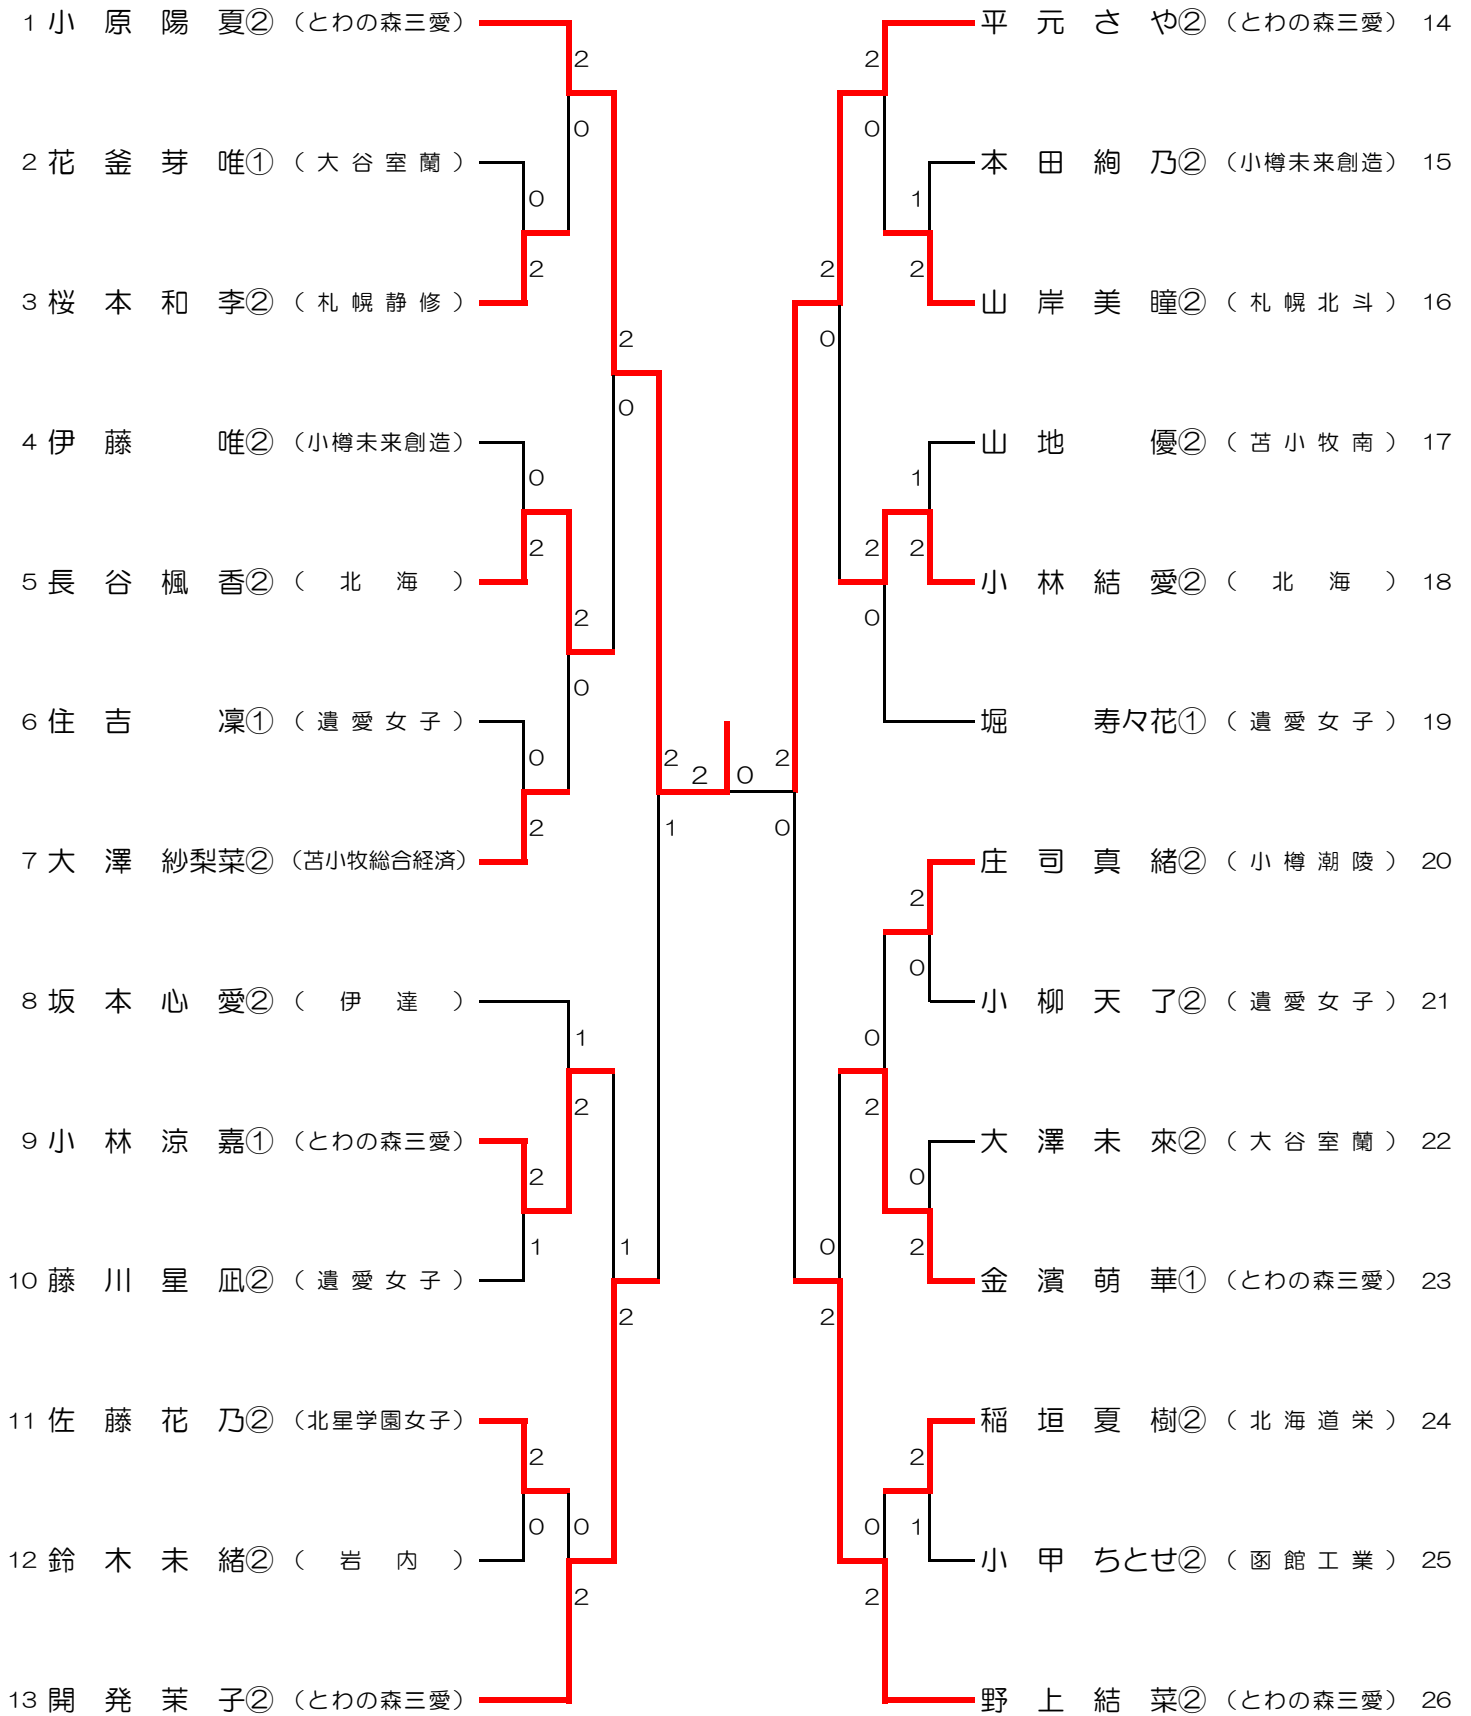 1 小原陽夏② (とわの森三愛)
2
0
2 花釜芽唯① (大谷室蘭)
0
2
3 桜本和李② (札幌静修)
2
0
4 伊藤 唯② (小樽未来創造)
0
2
5 長谷楓香② (北海)
2
0
6 住吉 凜① (遺愛女子)
0
2
7 大澤紗梨菜② (苫小牧総合経済)
2
2
0
2
1
0
8 坂本心愛② (伊達)
1
2
9 小林涼嘉① (とわの森三愛)
2
1
10 藤川星凪② (遺愛女子)
1
2
11 佐藤花乃② (北星学園女子)
2
0
0
12 鈴木未緒② (岩内)
2
13 開発茉子② (とわの森三愛)
平元さや② (とわの森三愛) 14
2
0
本田絢乃② (小樽未来創造) 15
1
2
2
山岸美瞳② (札幌北斗) 16
0
山地 優② (苫小牧南) 17
1
2
2
小林結愛② (北海) 18
0
堀 寿々花① (遺愛女子) 19
庄司真緒② (小樽潮陵) 20
2
0
小柳天了② (遺愛女子) 21
0
2
大澤未來② (大谷室蘭) 22
0
0
2
金濱萌華① (とわの森三愛) 23
2
稲垣夏樹② (北海道栄) 24
2
0
1
小甲ちとせ② (函館工業) 25
2
野上結菜② (とわの森三愛) 26